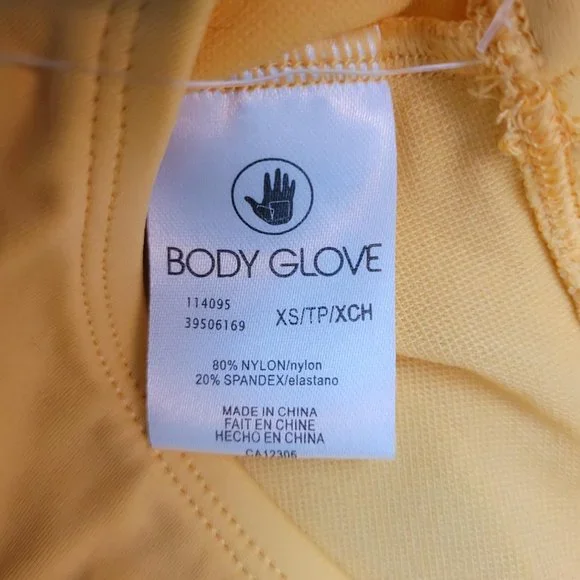 BODY GLOVE
114095
39506169 XS/TP/XCH
80% NYLON/nylon
20% SPANDEX/elastano
MADE IN CHINA
FAIT EN CHINE
HECHO EN CHINA
CA12306